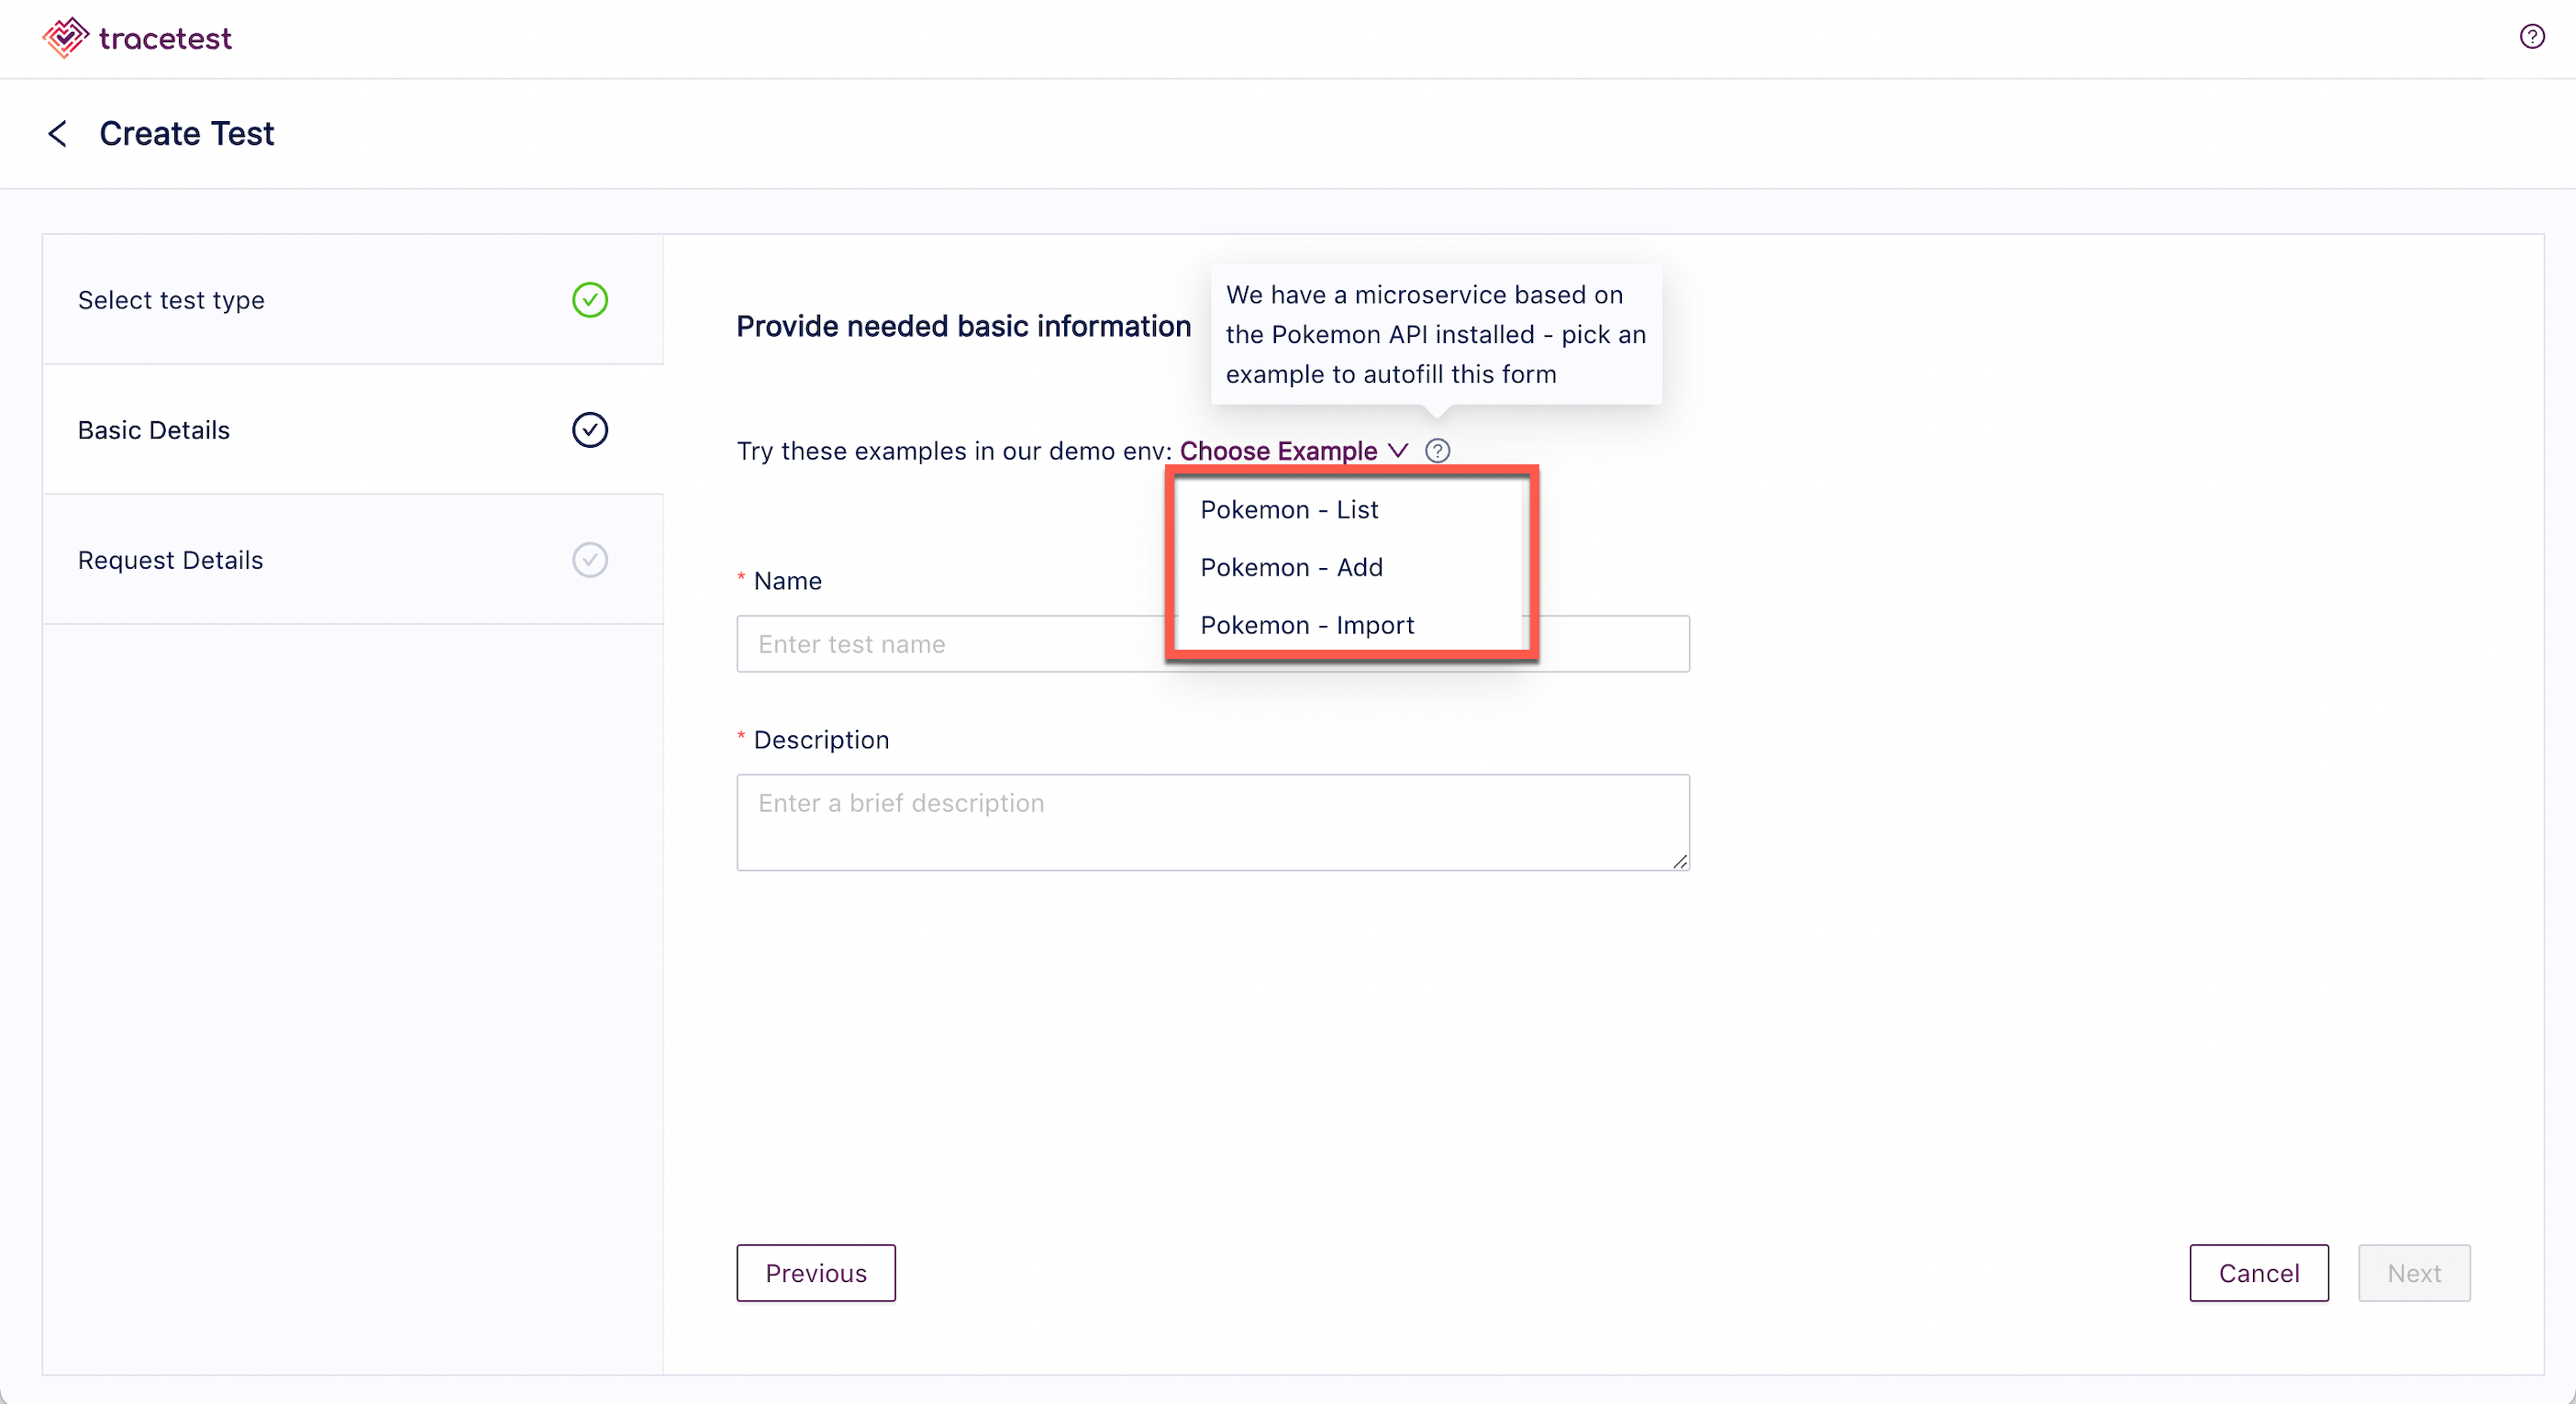 tracetest
Create Test
Select test type
Basic Details
Request Details
Provide needed basic information
We have a microservice based on
the Pokemon API installed - pick an
example to autofill this form
Try these examples in our demo env: Choose Example
Pokemon - List
Pokemon - Add
Pokemon - Import
* Name
Enter test name
* Description
Enter a brief description
Previous
Cancel
Next